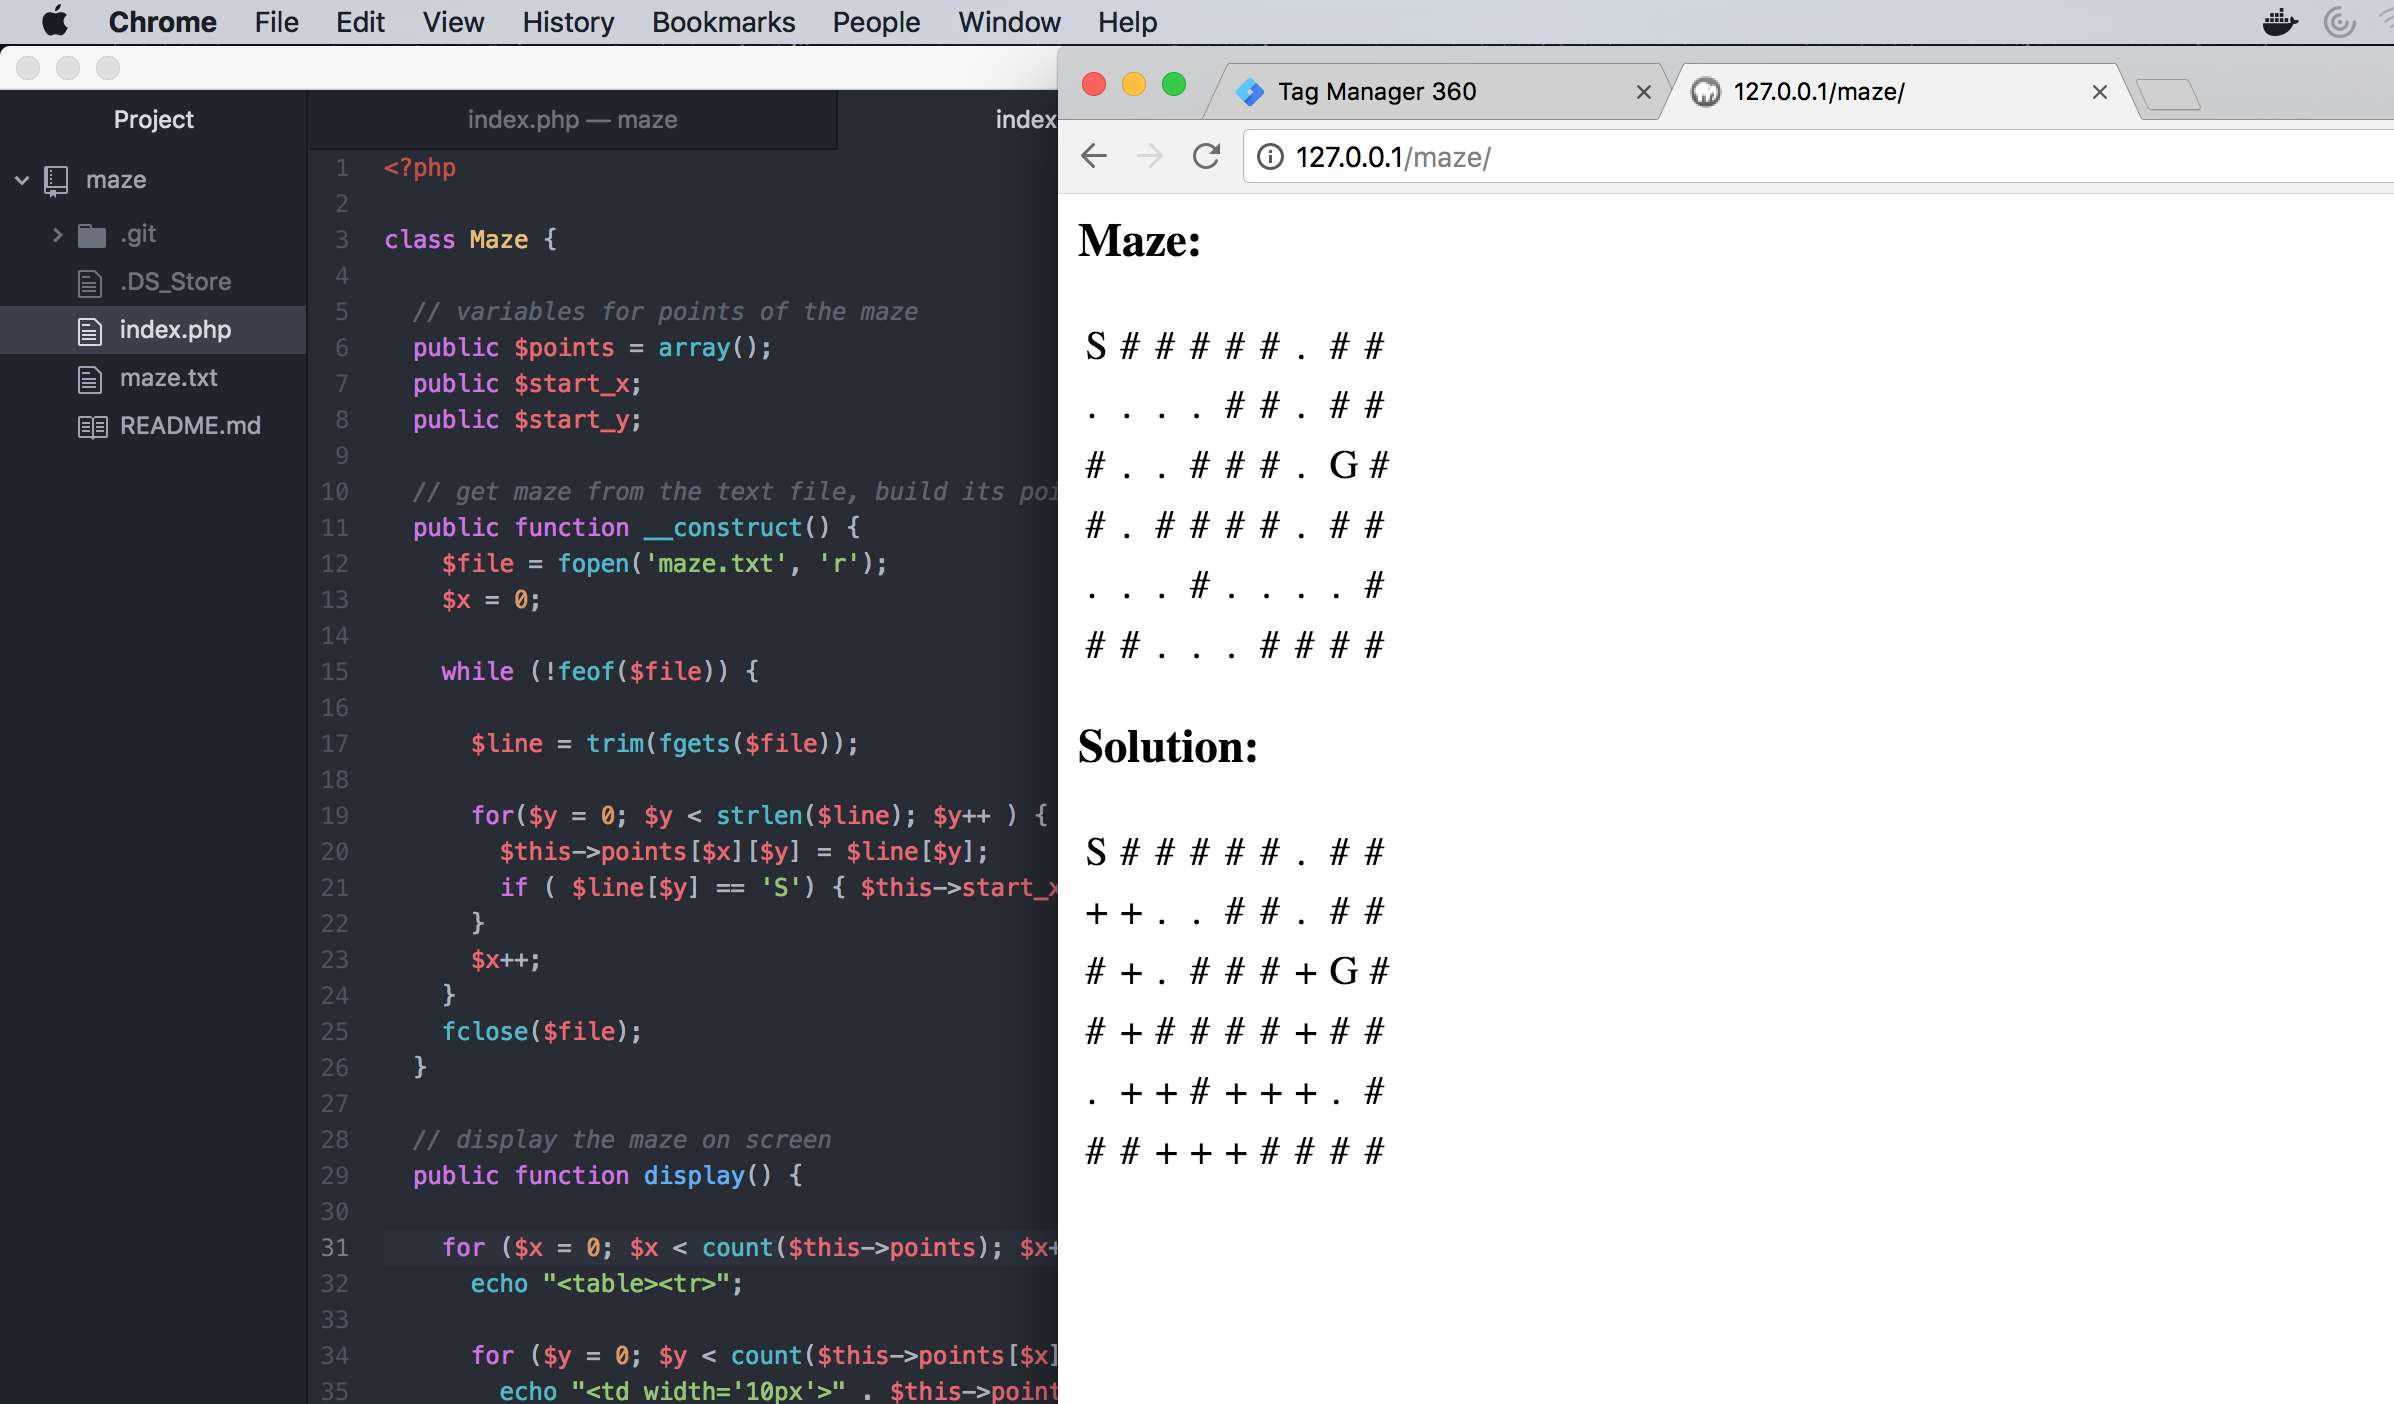 Chrome File Edit View History Bookmarks People Window Help
Project
maze
.git
.DS_Store
index.php
maze.txt
README.md
index.php — maze
index
1 <?php
2
3 class Maze {
4
5 // variables for points of the maze
6 public $points = array();
7 public $start_x;
8 public $start_y;
9
10 // get maze from the text file, build its poi
11 public function __construct() {
12 $file = fopen('maze.txt', 'r');
13 $x = 0;
14
15 while (!feof($file)) {
16
17 $line = trim(fgets($file));
18
19 for($y = 0; $y < strlen($line); $y++ ) {
20 $this->points[$x][$y] = $line[$y];
21 if ( $line[$y] == 'S') { $this->start_x
22 }
23 $x++;
24 }
25 fclose($file);
26 }
27
28 // display the maze on screen
29 public function display() {
30
31 for ($x = 0; $x < count($this->points); $x+
32 echo "<table><tr>";
33
34 for ($y = 0; $y < count($this->points[$x]
35 echo "<td width='10px'>" . $this->point
Tag Manager 360
127.0.0.1/maze/
127.0.0.1/maze/
Maze:
S # # # # # . # #
. . . . # # . # #
# . . # # # . G #
# . # # # # . # #
. . . # . . . . #
# # . . . # # # #
Solution:
S # # # # # . # #
+ + . . # # . # #
# + . # # # + G #
# + # # # # + # #
. + + # + + + . #
# # + + + # # # #